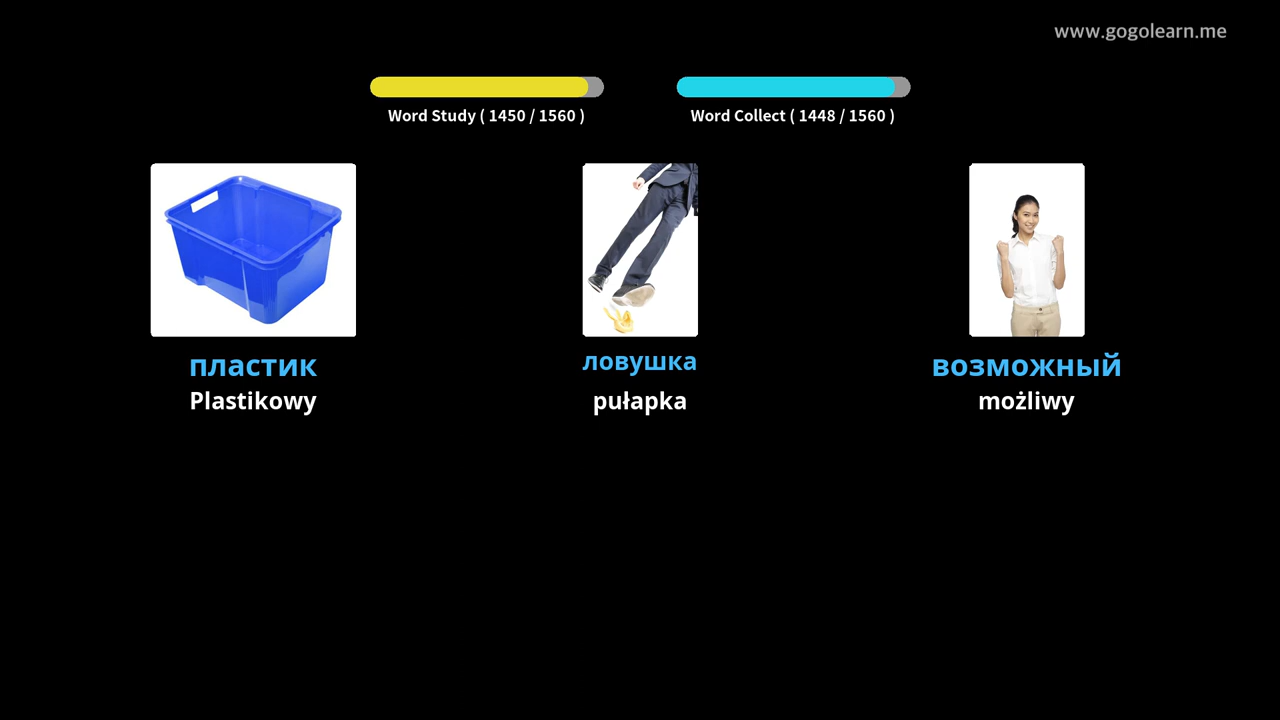 www.gogolearn.me
Word Study ( 1450 / 1560 )
Word Collect ( 1448 / 1560 )
пластик
Plastikowy
ловушка
pułapka
возможный
możliwy